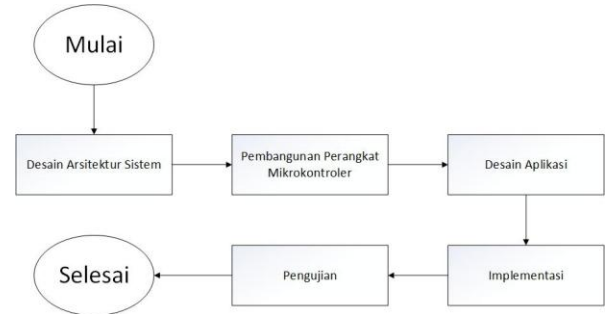 Mulai
Desain Arsitektur Sistem
Pembangunan Perangkat
Mikrokontroler
Desain Aplikasi
Implementasi
Pengujian
Selesai